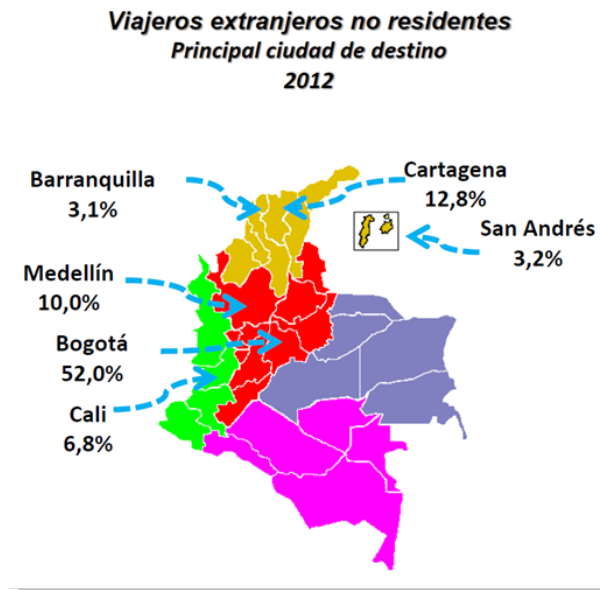 Viajeros extranjeros no residentes
Principal ciudad de destino
2012
Barranquilla
3,1%
Cartagena
12,8%
San Andrés
3,2%
Medellín
10,0%
Bogotá
52,0%
Cali
6,8%